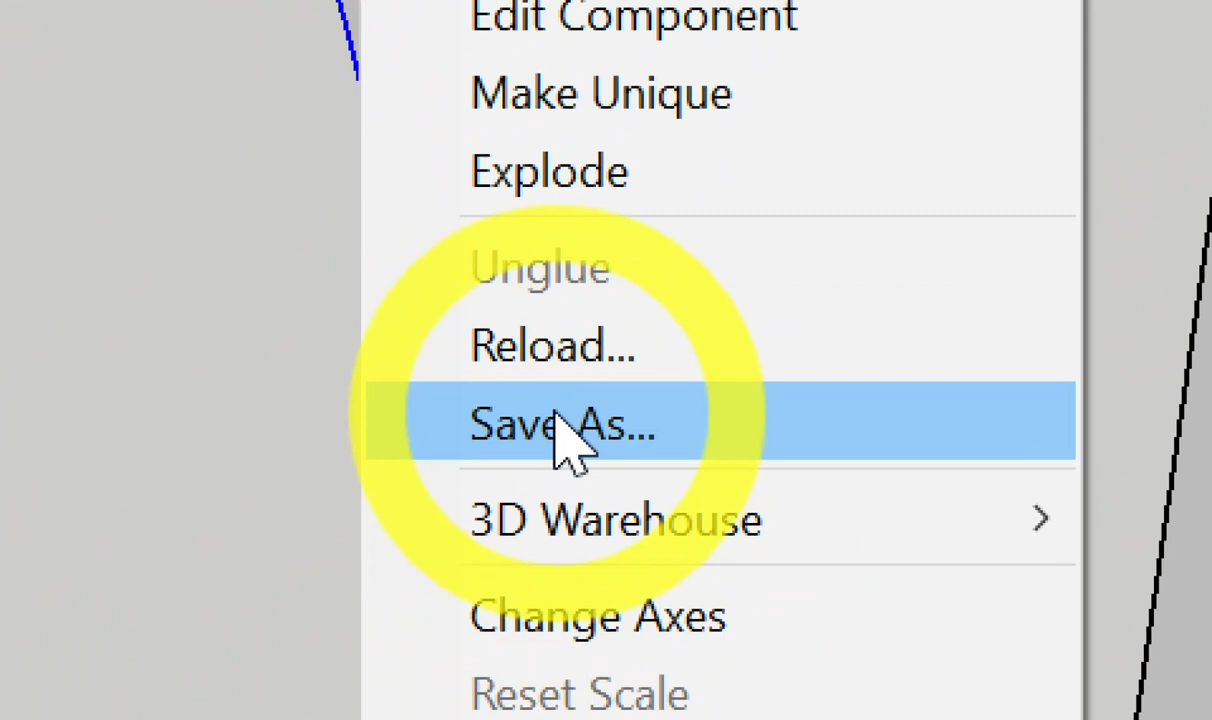 Edit Component
Make Unique
Explode
Unglue
Reload...
Save As...
3D Warehouse
Change Axes
Reset Scale